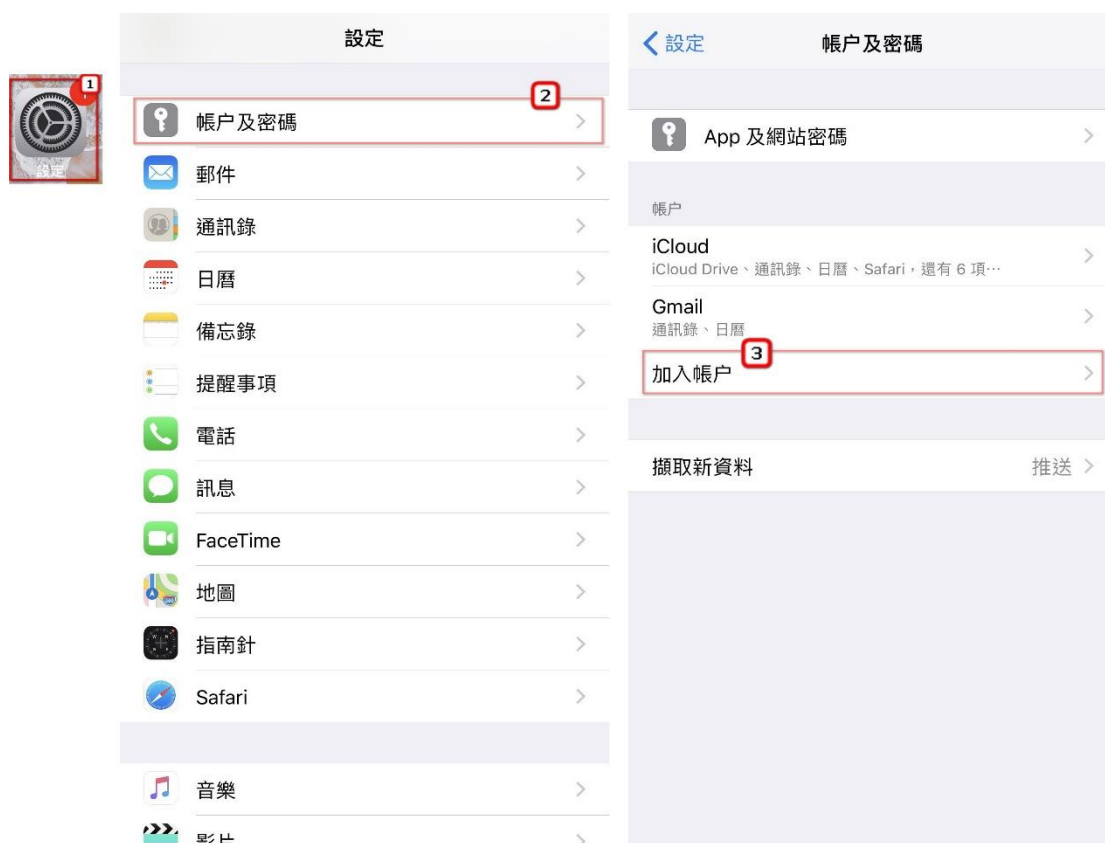 1
設定
設定
2
帳户及密碼
郵件
通訊錄
日曆
備忘錄
提醒事項
電話
訊息
FaceTime
地圖
指南針
Safari
音樂
影片
設定
帳户及密碼
App 及網站密碼
帳户
iCloud
iCloud Drive、通訊錄、日曆、Safari，還有 6 項…
Gmail
通訊錄、日曆
3
加入帳户
擷取新資料 推送